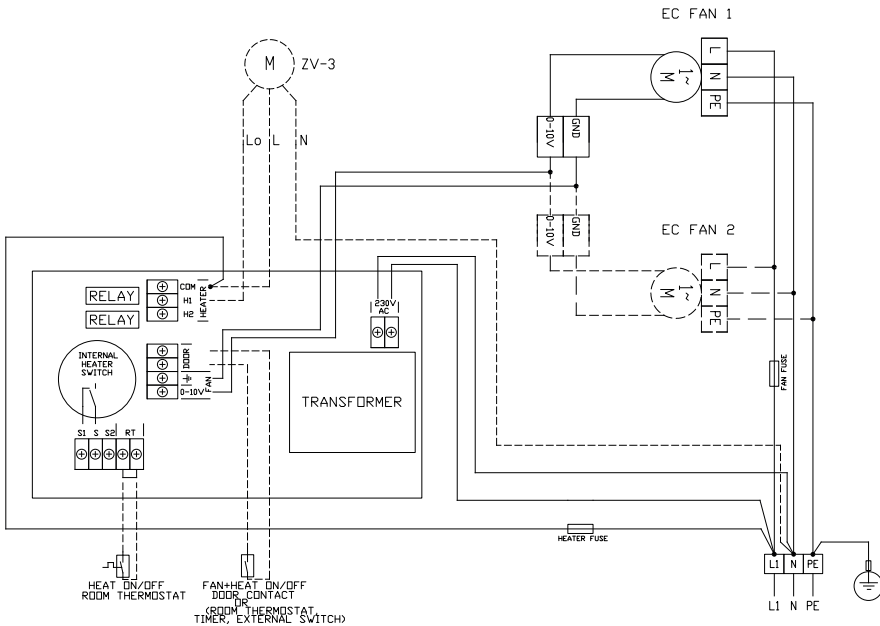 EC FAN 1
M
ZV-3
Lo L N
M
1~
L
N
PE
0-10V
GND
0-10V
GND
EC FAN 2
M
1~
L
N
PE
RELAY
RELAY
COM
H1
H2
HEATER
230V
AC
INTERNAL
HEATER
SWITCH
DOOR
0-10V
FAN
TRANSFORMER
S1 S S2 RT
FAN FUSE
HEATER FUSE
L1 N PE
L1 N PE
HEAT ON/OFF
ROOM THERMOSTAT
FAN+HEAT ON/OFF
DOOR CONTACT
OR
(ROOM THERMOSTAT,
TIMER, EXTERNAL SWITCH)